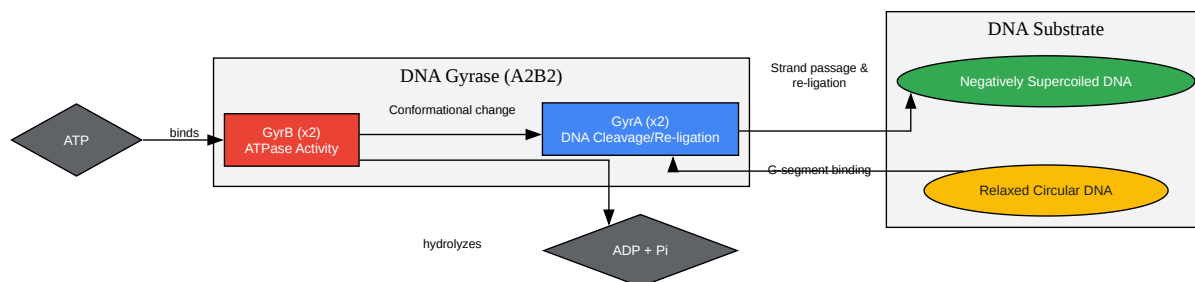 DNA Substrate
DNA Gyrase (A2B2)
Strand passage &
re-ligation
Negatively Supercoiled DNA
Conformational change
ATP
binds
GyrB (x2)
ATPase Activity
GyrA (x2)
DNA Cleavage/Re-ligation
G-segment binding
Relaxed Circular DNA
hydrolyzes
ADP + Pi